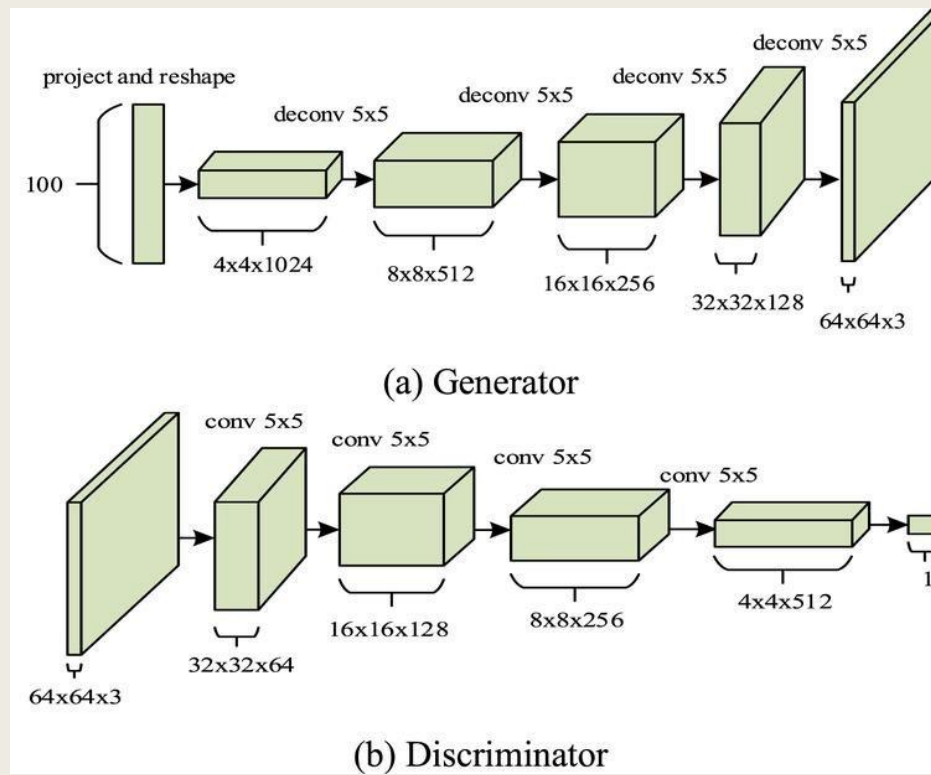 project and reshape
100
deconv 5x5
deconv 5x5
deconv 5x5
deconv 5x5
4x4x1024
8x8x512
16x16x256
32x32x128
64x64x3
(a) Generator
conv 5x5
conv 5x5
conv 5x5
conv 5x5
64x64x3
32x32x64
16x16x128
8x8x256
4x4x512
1
(b) Discriminator